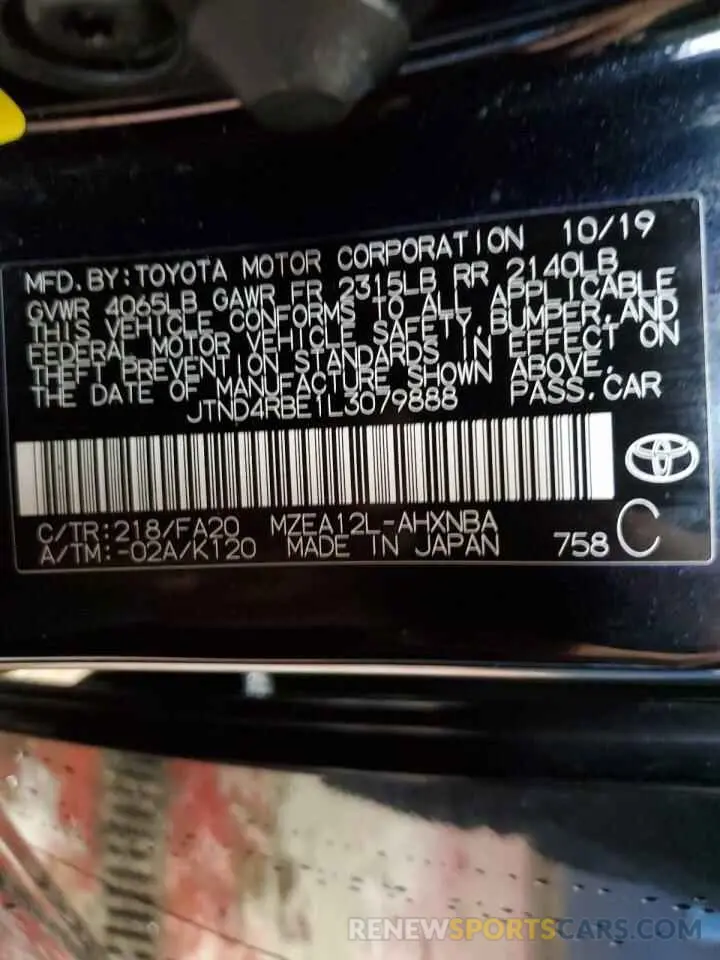 MFD.BY:TOYOTA MOTOR CORPORATION 10/19
GVWR 4065LB GAWR FR 2315LB RR 2140LB
THIS VEHICLE CONFORMS TO ALL APPLICABLE
FEDERAL MOTOR VEHICLE SAFETY,BUMPER,AND
THEFT PREVENTION STANDARDS IN EFFECT ON
THE DATE OF MANUFACTURE SHOWN ABOVE.
JTND4RBE1L3079888 PASS.CAR
C/TR:218/FA20 MZEA12L-AHXNBA
A/TM:-02A/K120 MADE IN JAPAN 758 C
RENEWSPORTSCARS.COM